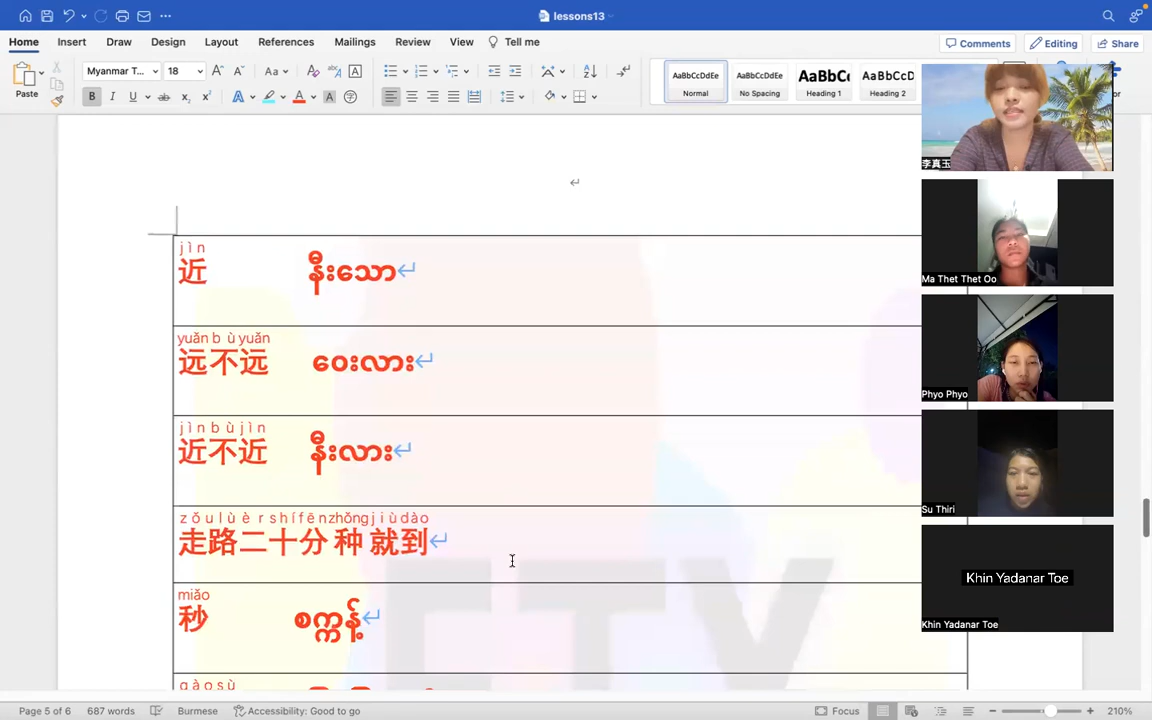 lessons13
Home Insert Draw Design Layout References Mailings Review View Tell me Comments Editing Share
Myanmar T... 18
Paste
AaBbCcDdEe AaBbCcDdEe AaBbC AaBbCcD
Normal No Spacing Heading 1 Heading 2
李真玉
jìn
近 နီးသော
yuǎn bù yuǎn
远不远 ဝေးလား
jìn bù jìn
近不近 နီးလား
zǒu lù èr shí fēn zhǒng jiù dào
走路二十分 种 就到
miǎo
秒 စက္ကန့်
gào sù
ETV
Ma Thet Thet Oo
Phyo Phyo
Su Thiri
Khin Yadanar Toe
Khin Yadanar Toe
Page 5 of 6 687 words Burmese Accessibility: Good to go Focus 210%